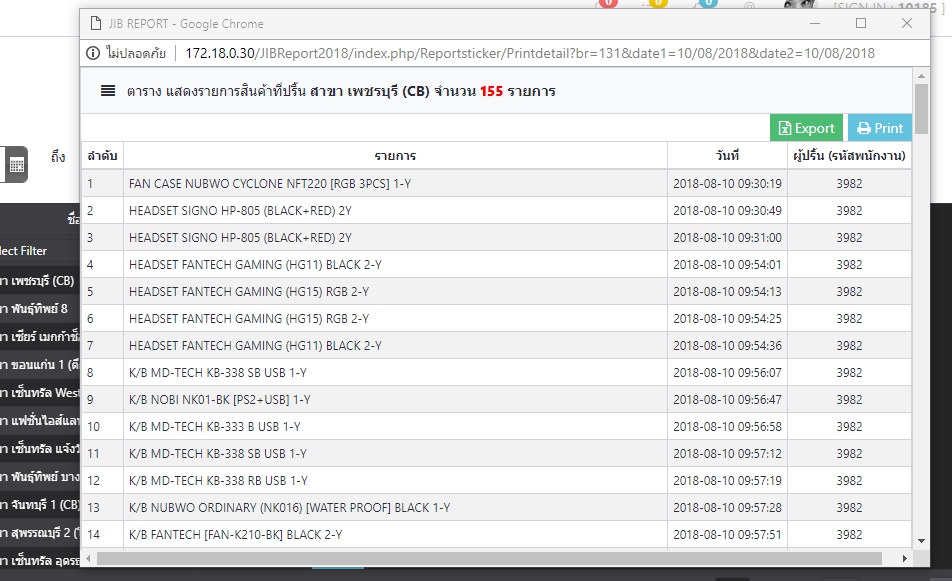 JIB REPORT - Google Chrome
[SIGN IN : 10185 ]
ไม่ปลอดภัย 172.18.0.30/JIBReport2018/index.php/Reportsticker/Printdetail?br=131&date1=10/08/2018&date2=10/08/2018
ตาราง แสดงรายการสินค้าที่ปริ้น สาขา เพชรบุรี (CB) จำนวน 155 รายการ
Export Print
ลำดับ รายการ วันที่ ผู้ปริ้น (รหัสพนักงาน)
1 FAN CASE NUBWO CYCLONE NFT220 [RGB 3PCS] 1-Y 2018-08-10 09:30:19 3982
2 HEADSET SIGNO HP-805 (BLACK+RED) 2Y 2018-08-10 09:30:49 3982
3 HEADSET SIGNO HP-805 (BLACK+RED) 2Y 2018-08-10 09:31:00 3982
4 HEADSET FANTECH GAMING (HG11) BLACK 2-Y 2018-08-10 09:54:01 3982
5 HEADSET FANTECH GAMING (HG15) RGB 2-Y 2018-08-10 09:54:13 3982
6 HEADSET FANTECH GAMING (HG15) RGB 2-Y 2018-08-10 09:54:25 3982
7 HEADSET FANTECH GAMING (HG11) BLACK 2-Y 2018-08-10 09:54:36 3982
8 K/B MD-TECH KB-338 SB USB 1-Y 2018-08-10 09:56:07 3982
9 K/B NOBI NK01-BK [PS2+USB] 1-Y 2018-08-10 09:56:47 3982
10 K/B MD-TECH KB-333 B USB 1-Y 2018-08-10 09:56:58 3982
11 K/B MD-TECH KB-338 SB USB 1-Y 2018-08-10 09:57:12 3982
12 K/B MD-TECH KB-338 RB USB 1-Y 2018-08-10 09:57:19 3982
13 K/B NUBWO ORDINARY (NK016) [WATER PROOF] BLACK 1-Y 2018-08-10 09:57:28 3982
14 K/B FANTECH [FAN-K210-BK] BLACK 2-Y 2018-08-10 09:57:51 3982
ถึง
ชื่อ
lect Filter
า เพชรบุรี (CB)
า พันธุ์ทิพย์ 8
า เซียร์ เมกก้าช็
า ขอนแก่น 1 (ตึ
า เซ็นทรัล West
า แฟชั่นไอส์แล
า เซ็นทรัล แจ้งวั
า พันธุ์ทิพย์ บาง
า จันทบุรี 1 (CB)
า สุพรรณบุรี 2 (
า เซ็นทรัล อุดร